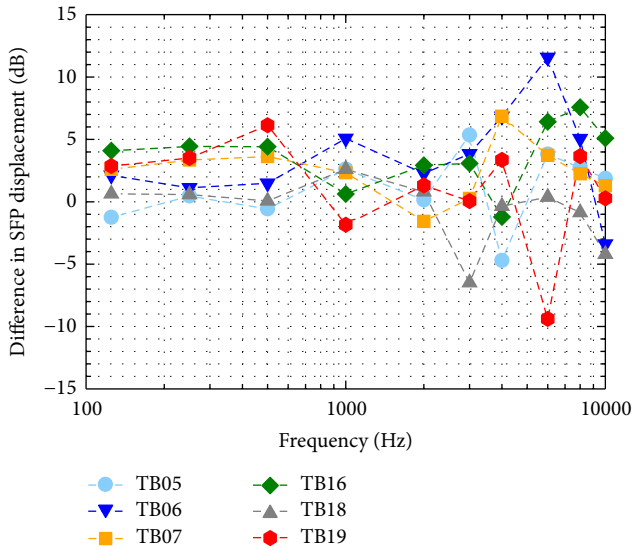 Difference in SFP displacement (dB)
15
10
5
0
−5
−10
−15
100
1000
10000
Frequency (Hz)
TB05
TB16
TB06
TB18
TB07
TB19